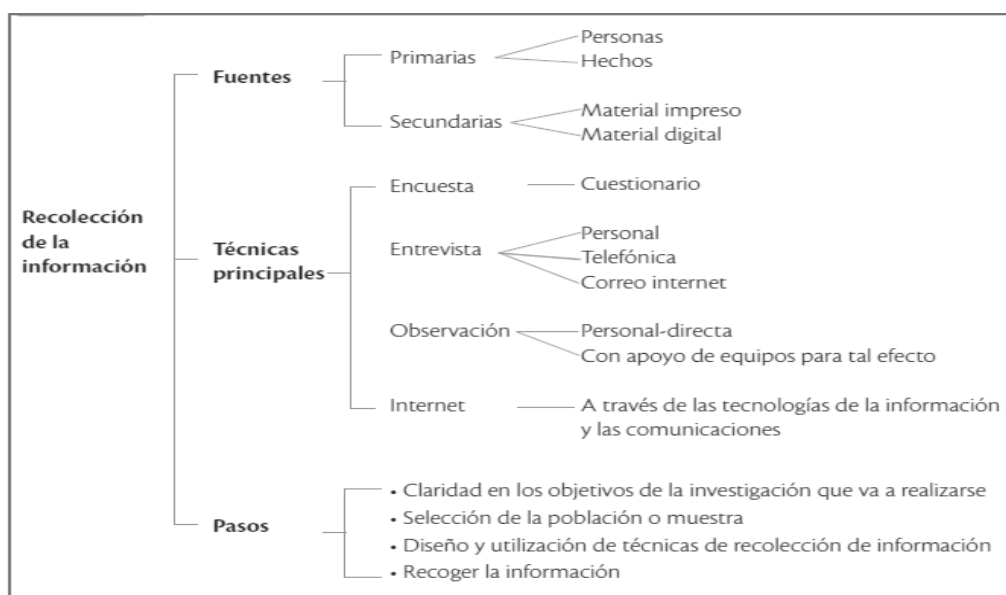 Recolección
de la
información
Fuentes
Primarias
Personas
Hechos
Secundarias
Material impreso
Material digital
Técnicas
principales
Encuesta
Cuestionario
Entrevista
Personal
Telefónica
Correo internet
Observación
Personal-directa
Con apoyo de equipos para tal efecto
Internet
A través de las tecnologías de la información
y las comunicaciones
Pasos
• Claridad en los objetivos de la investigación que va a realizarse
• Selección de la población o muestra
• Diseño y utilización de técnicas de recolección de información
• Recoger la información